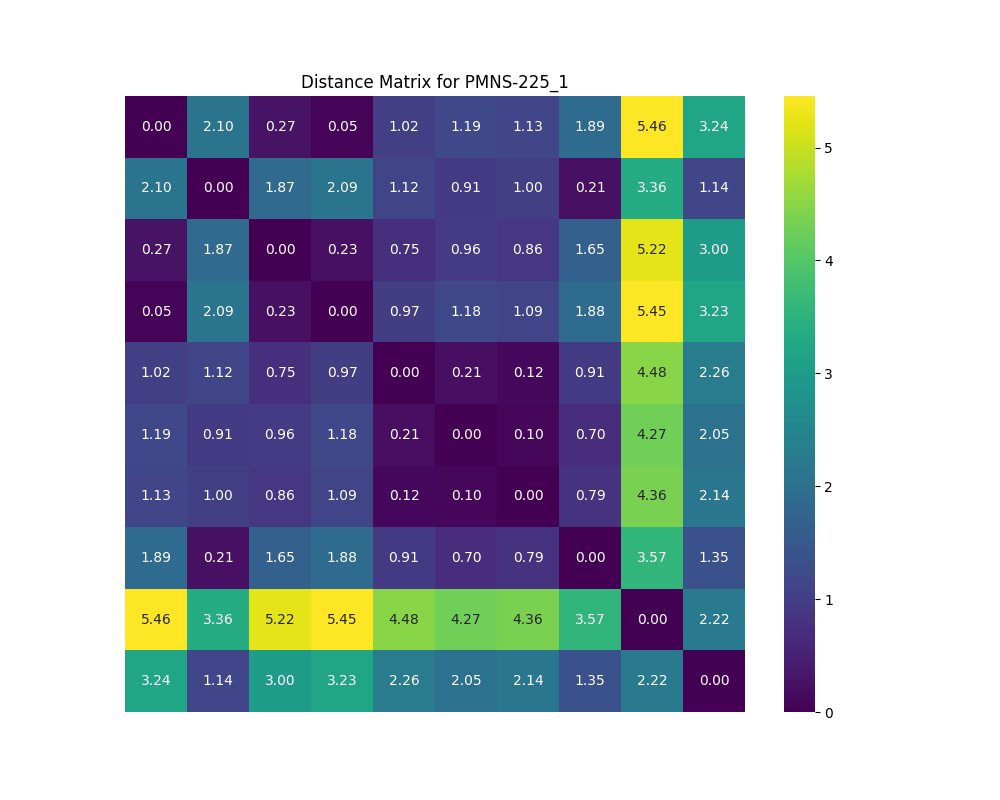 Distance Matrix for PMNS-225_1
0.00 2.10 0.27 0.05 1.02 1.19 1.13 1.89 5.46 3.24
2.10 0.00 1.87 2.09 1.12 0.91 1.00 0.21 3.36 1.14
0.27 1.87 0.00 0.23 0.75 0.96 0.86 1.65 5.22 3.00
0.05 2.09 0.23 0.00 0.97 1.18 1.09 1.88 5.45 3.23
1.02 1.12 0.75 0.97 0.00 0.21 0.12 0.91 4.48 2.26
1.19 0.91 0.96 1.18 0.21 0.00 0.10 0.70 4.27 2.05
1.13 1.00 0.86 1.09 0.12 0.10 0.00 0.79 4.36 2.14
1.89 0.21 1.65 1.88 0.91 0.70 0.79 0.00 3.57 1.35
5.46 3.36 5.22 5.45 4.48 4.27 4.36 3.57 0.00 2.22
3.24 1.14 3.00 3.23 2.26 2.05 2.14 1.35 2.22 0.00
5
4
3
2
1
0